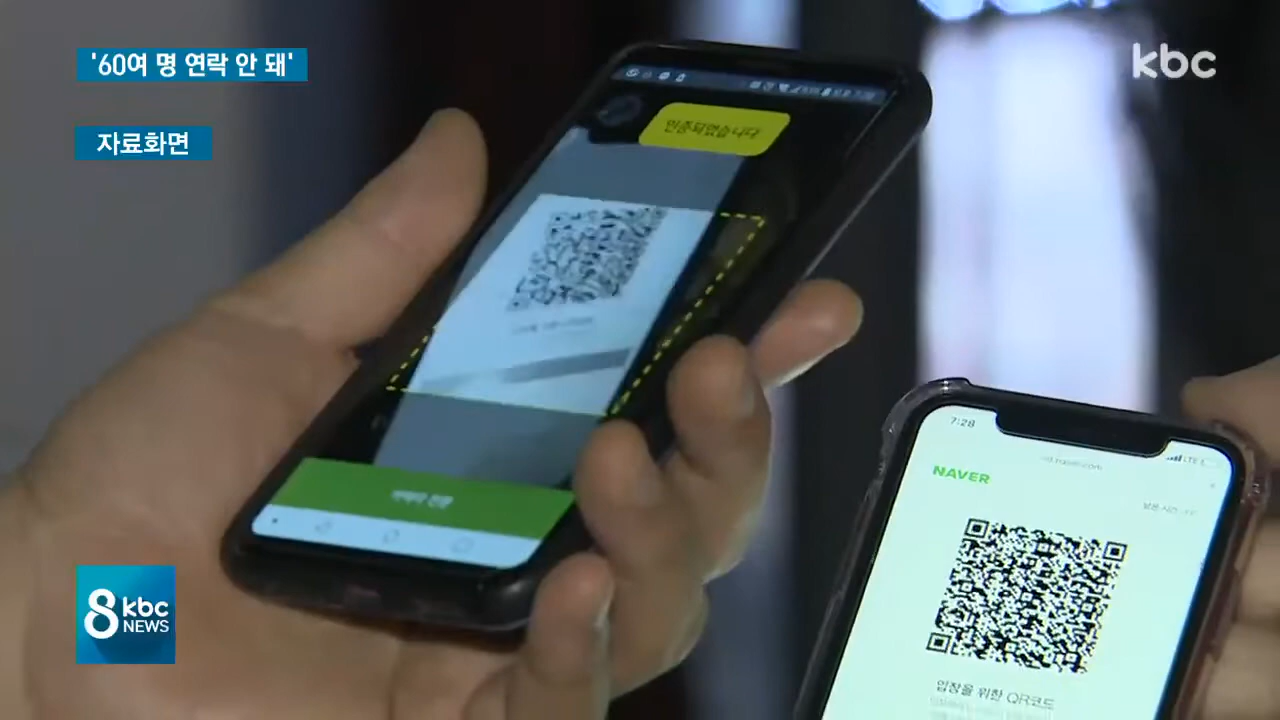 '60여 명 연락 안 돼'
kbc
자료화면
인증되었습니다
7:28
NAVER
입장을 위한 QR코드
8 kbc
NEWS